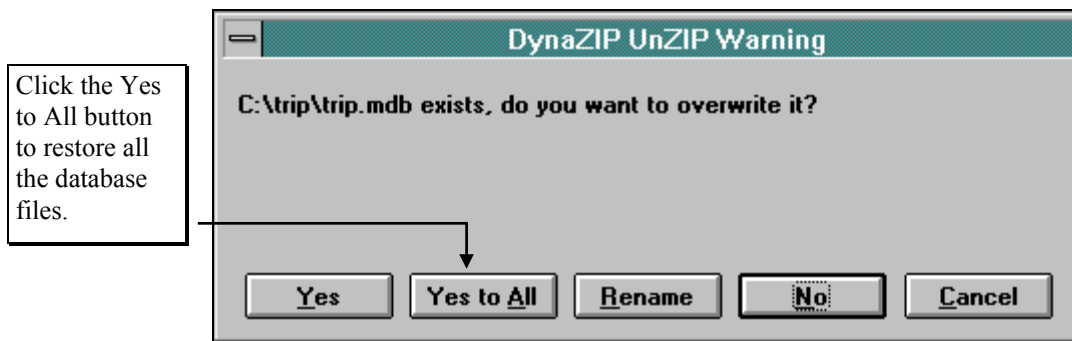 DynaZIP UnZIP Warning
Click the Yes
to All button
to restore all
the database
files.
C:\trip\trip.mdb exists, do you want to overwrite it?
Yes
Yes to All
Rename
No
Cancel